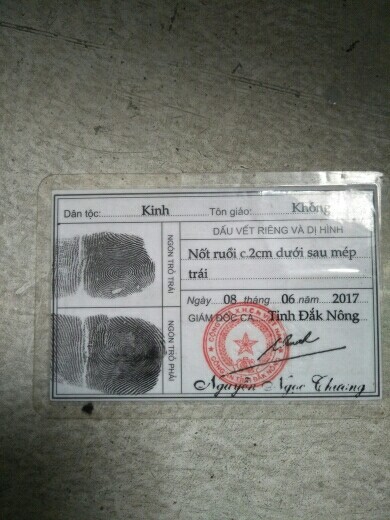 Dân tộc: Kinh Tôn giáo: Không
DẤU VẾT RIÊNG VÀ DỊ HÌNH
Nốt ruồi c.2cm dưới sau mép
trái
NGÓN TRỎ TRÁI
NGÓN TRỎ PHẢI
Ngày 08 tháng 06 năm 2017
GIÁM ĐỐC CA Tỉnh Đắk Nông
Nguyễn Ngọc Chương